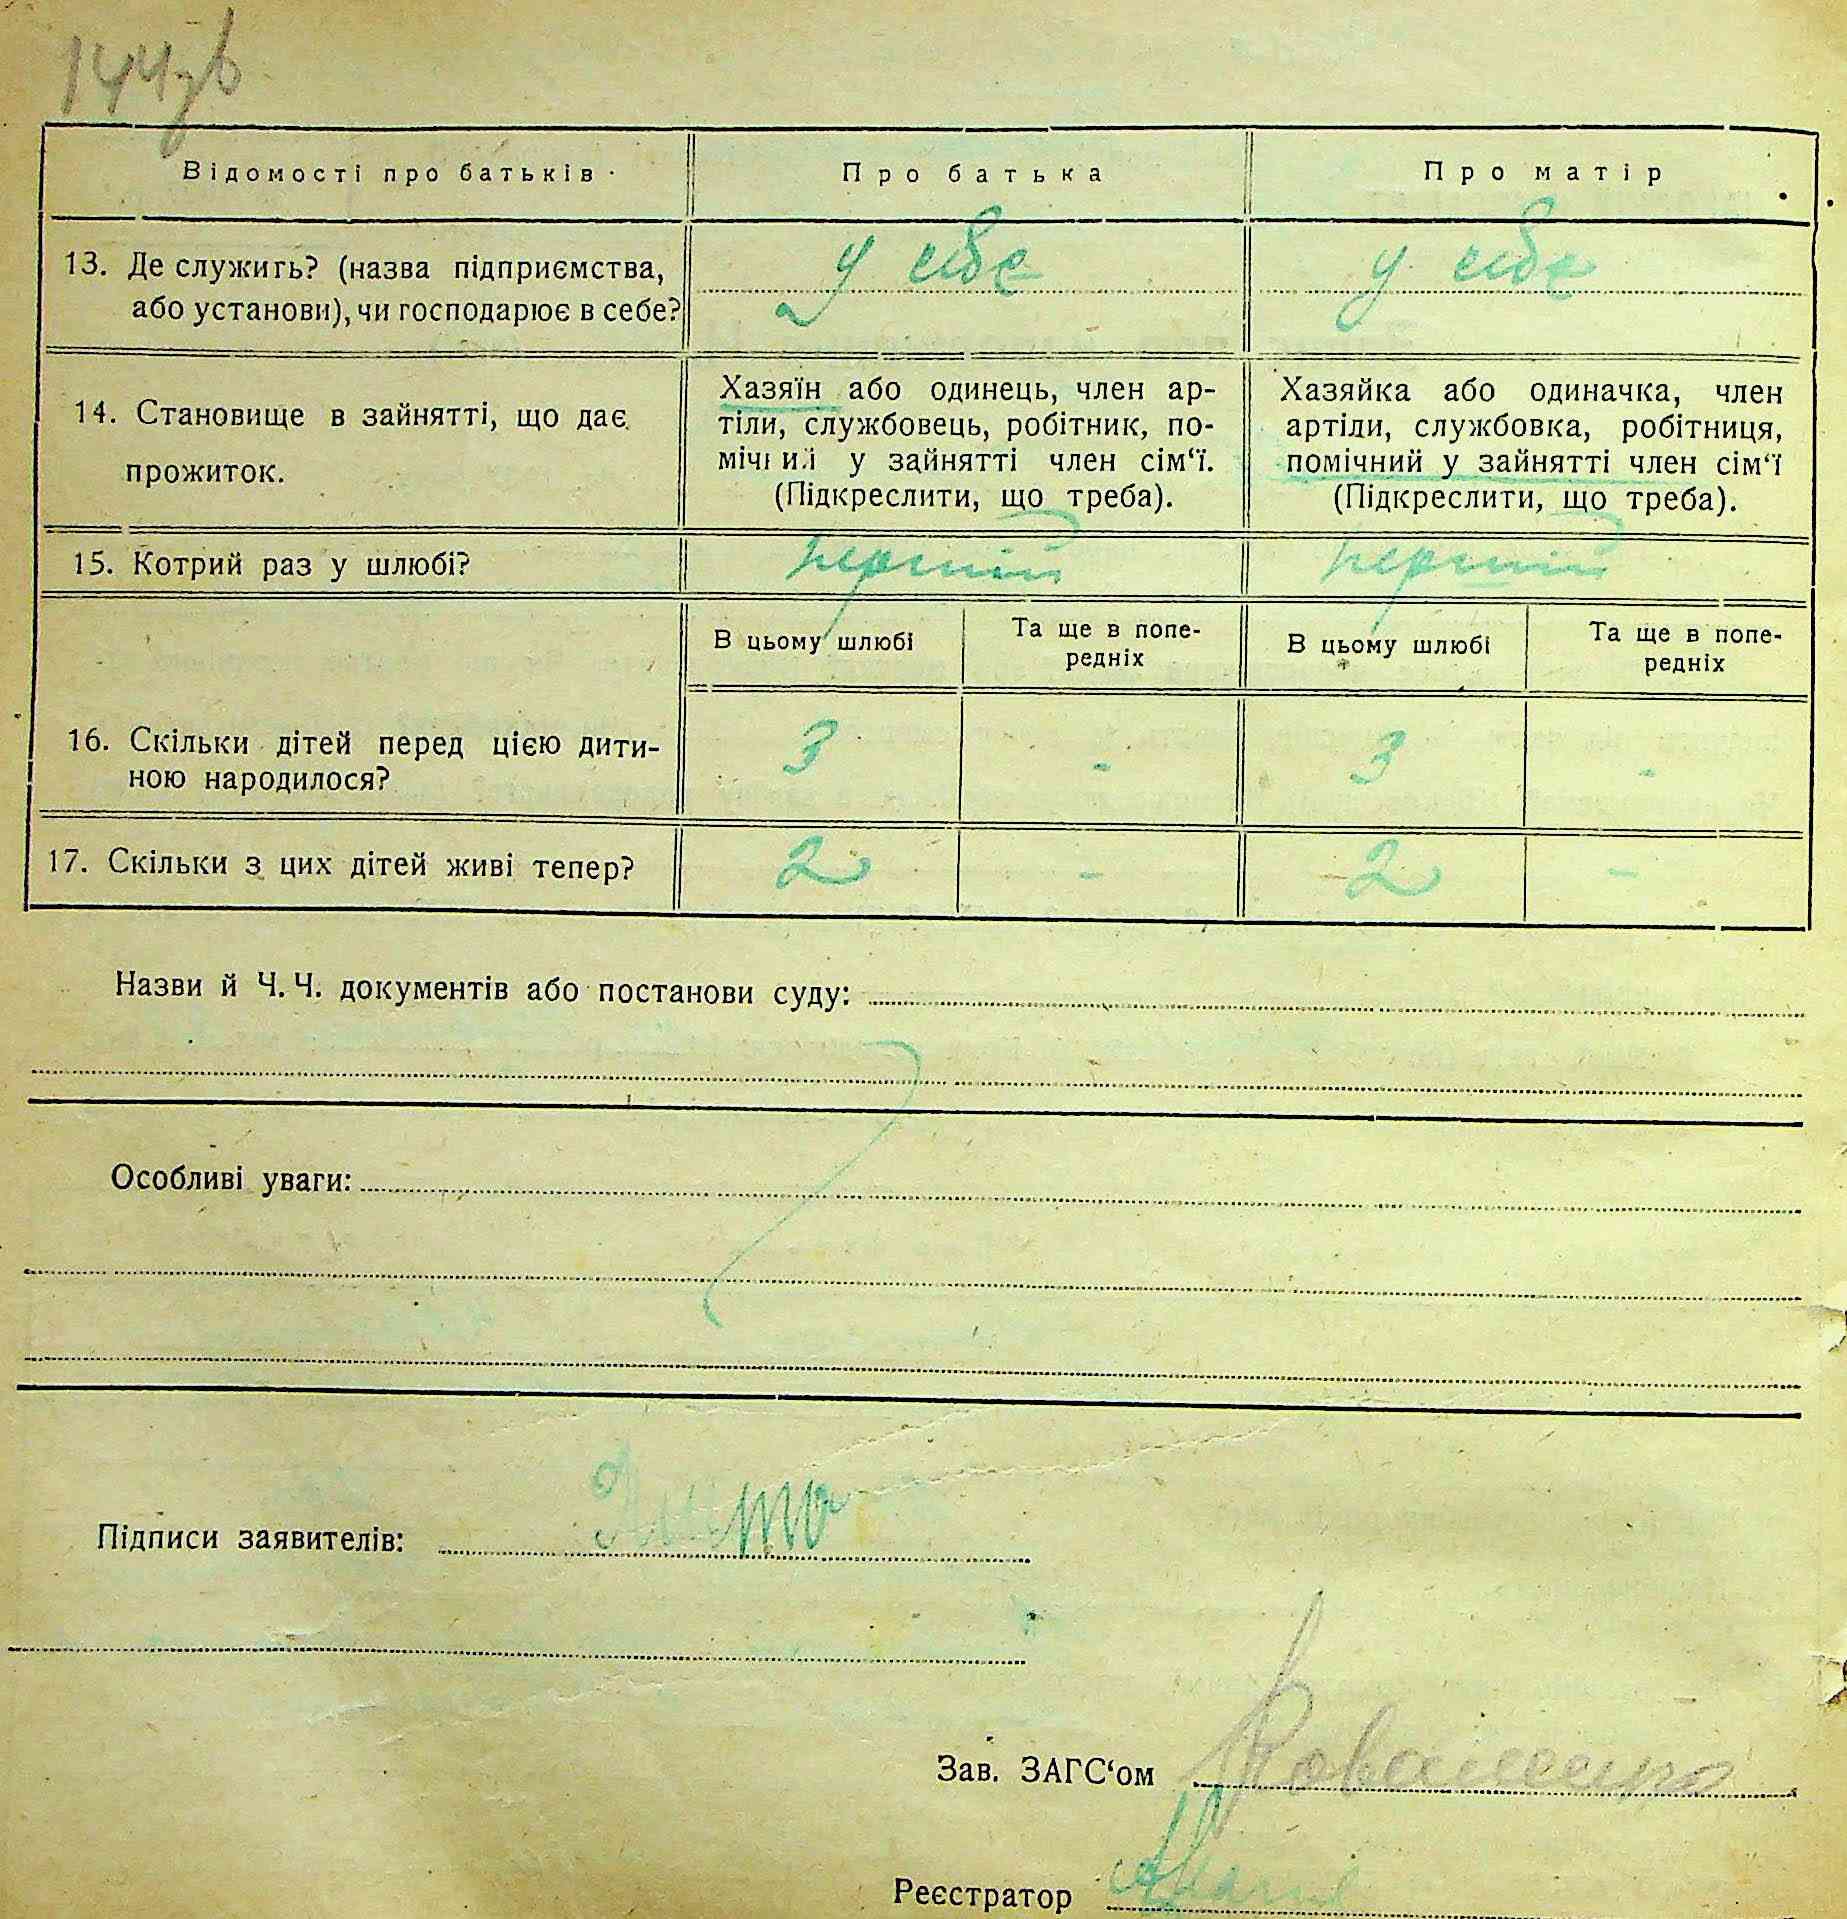 144зв
Відомості про батьків Про батька Про матір
13. Де служить? (назва підприємства, у себе у себе
або установи), чи господарює в себе?
14. Становище в зайнятті, що дає
прожиток.
Хазяїн або одинець, член ар-
тіли, службовець, робітник, по-
мічний у зайнятті член сім‘ї.
(Підкреслити, що треба).
Хазяйка або одиначка, член
артіли, службовка, робітниця,
помічний у зайнятті член сім‘ї
(Підкреслити, що треба).
15. Котрий раз у шлюбі? перший перший
В цьому шлюбі
Та ще в попе-
редніх
В цьому шлюбі
Та ще в попе-
редніх
16. Скільки дітей перед цією дити-
ною народилося? 3 - 3 -
17. Скільки з цих дітей живі тепер? 2 - 2 -
Назви й Ч. Ч. документів або постанови суду:
Особливі уваги:
Підписи заявителів:
Зав. ЗАГС‘ом
Реєстратор